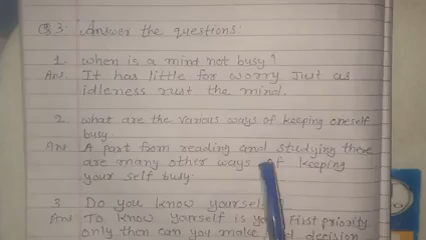 Q3. Answer the questions:
1. When is a mint not busy?
Ans. It has little for worry Just as
idleness rust the mind.
2. what are the various ways of keeping oneself
busy.
Ans A part from reading and studying there
are many other ways of keeping
your self busy.
3 Do you know yourself
Ans To know yourself is First priority
only then can you make decision